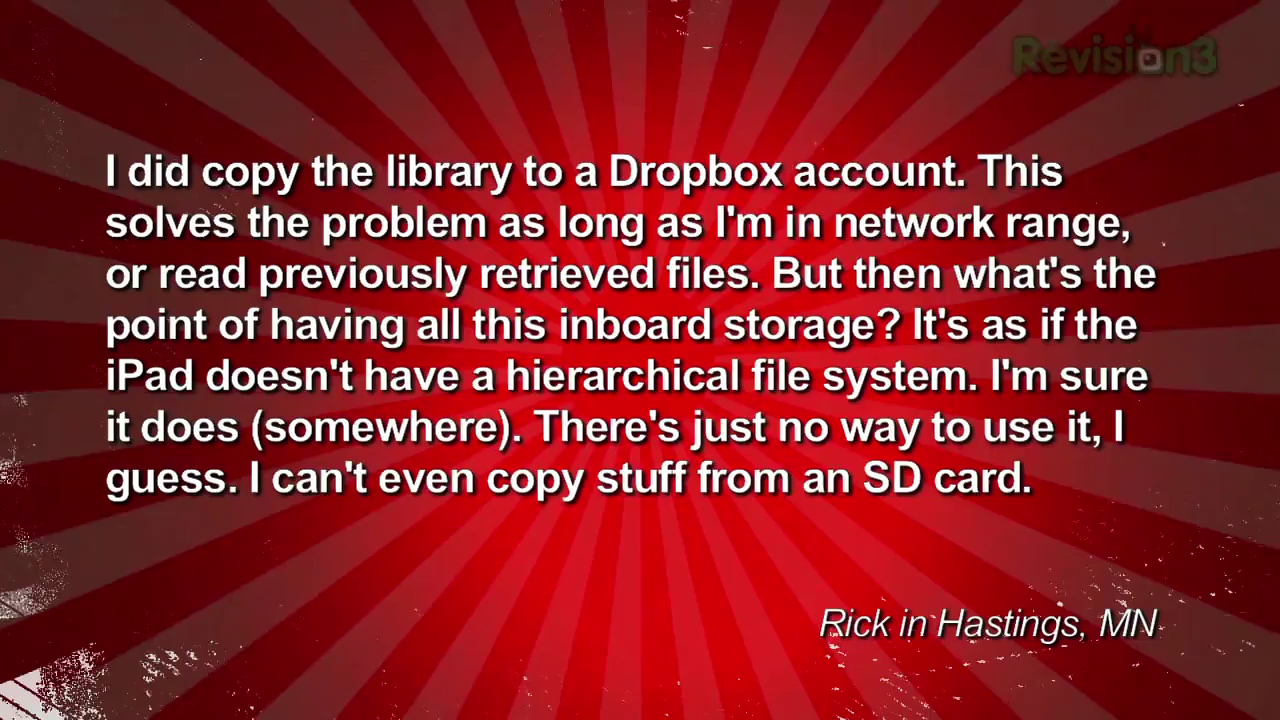 Revision3
I did copy the library to a Dropbox account. This
solves the problem as long as I'm in network range,
or read previously retrieved files. But then what's the
point of having all this inboard storage? It's as if the
iPad doesn't have a hierarchical file system. I'm sure
it does (somewhere). There's just no way to use it, I
guess. I can't even copy stuff from an SD card.
Rick in Hastings, MN